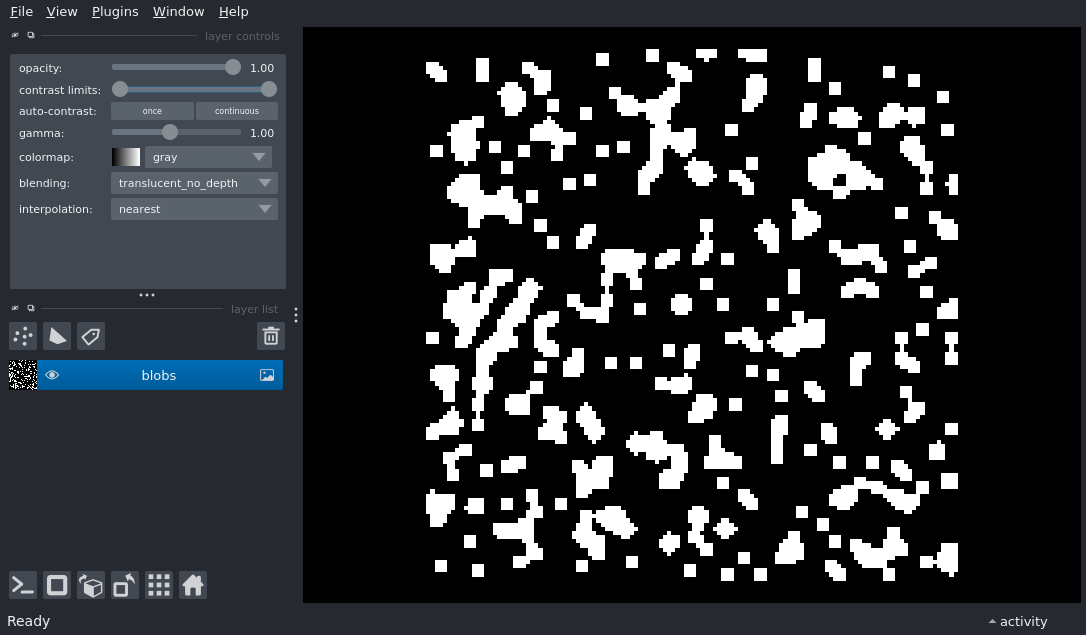 File View Plugins Window Help
layer controls
opacity: 1.00
contrast limits:
auto-contrast: once continuous
gamma: 1.00
colormap: gray
blending: translucent_no_depth
interpolation: nearest
layer list
blobs
Ready
activity